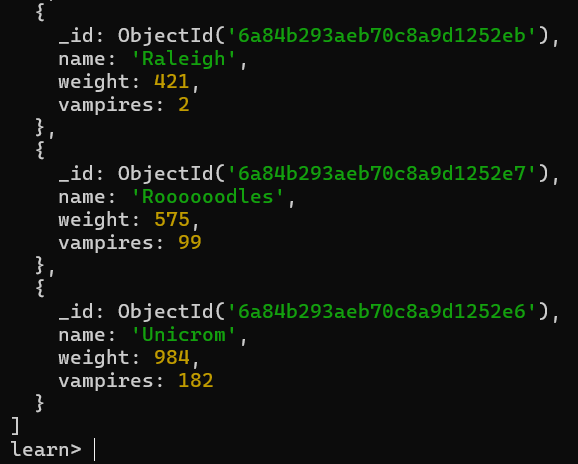 {
_id: ObjectId('6a84b293aeb70c8a9d1252eb'),
name: 'Raleigh',
weight: 421,
vampires: 2
},
{
_id: ObjectId('6a84b293aeb70c8a9d1252e7'),
name: 'Roooooodles',
weight: 575,
vampires: 99
},
{
_id: ObjectId('6a84b293aeb70c8a9d1252e6'),
name: 'Unicrom',
weight: 984,
vampires: 182
}
]
learn>